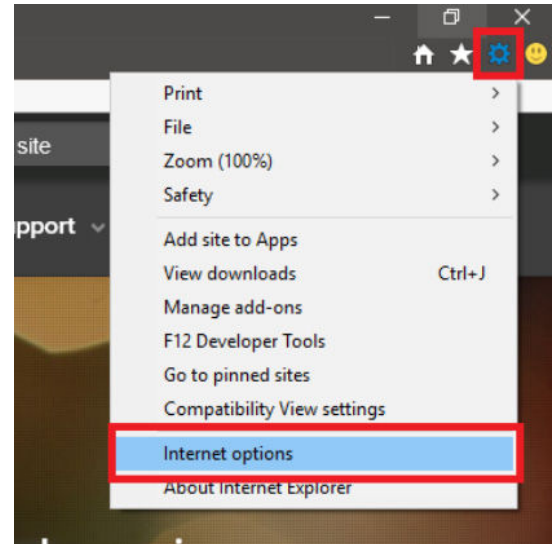 site
pport
Print
File
Zoom (100%)
Safety
Add site to Apps
View downloads Ctrl+J
Manage add-ons
F12 Developer Tools
Go to pinned sites
Compatibility View settings
Internet options
About Internet Explorer